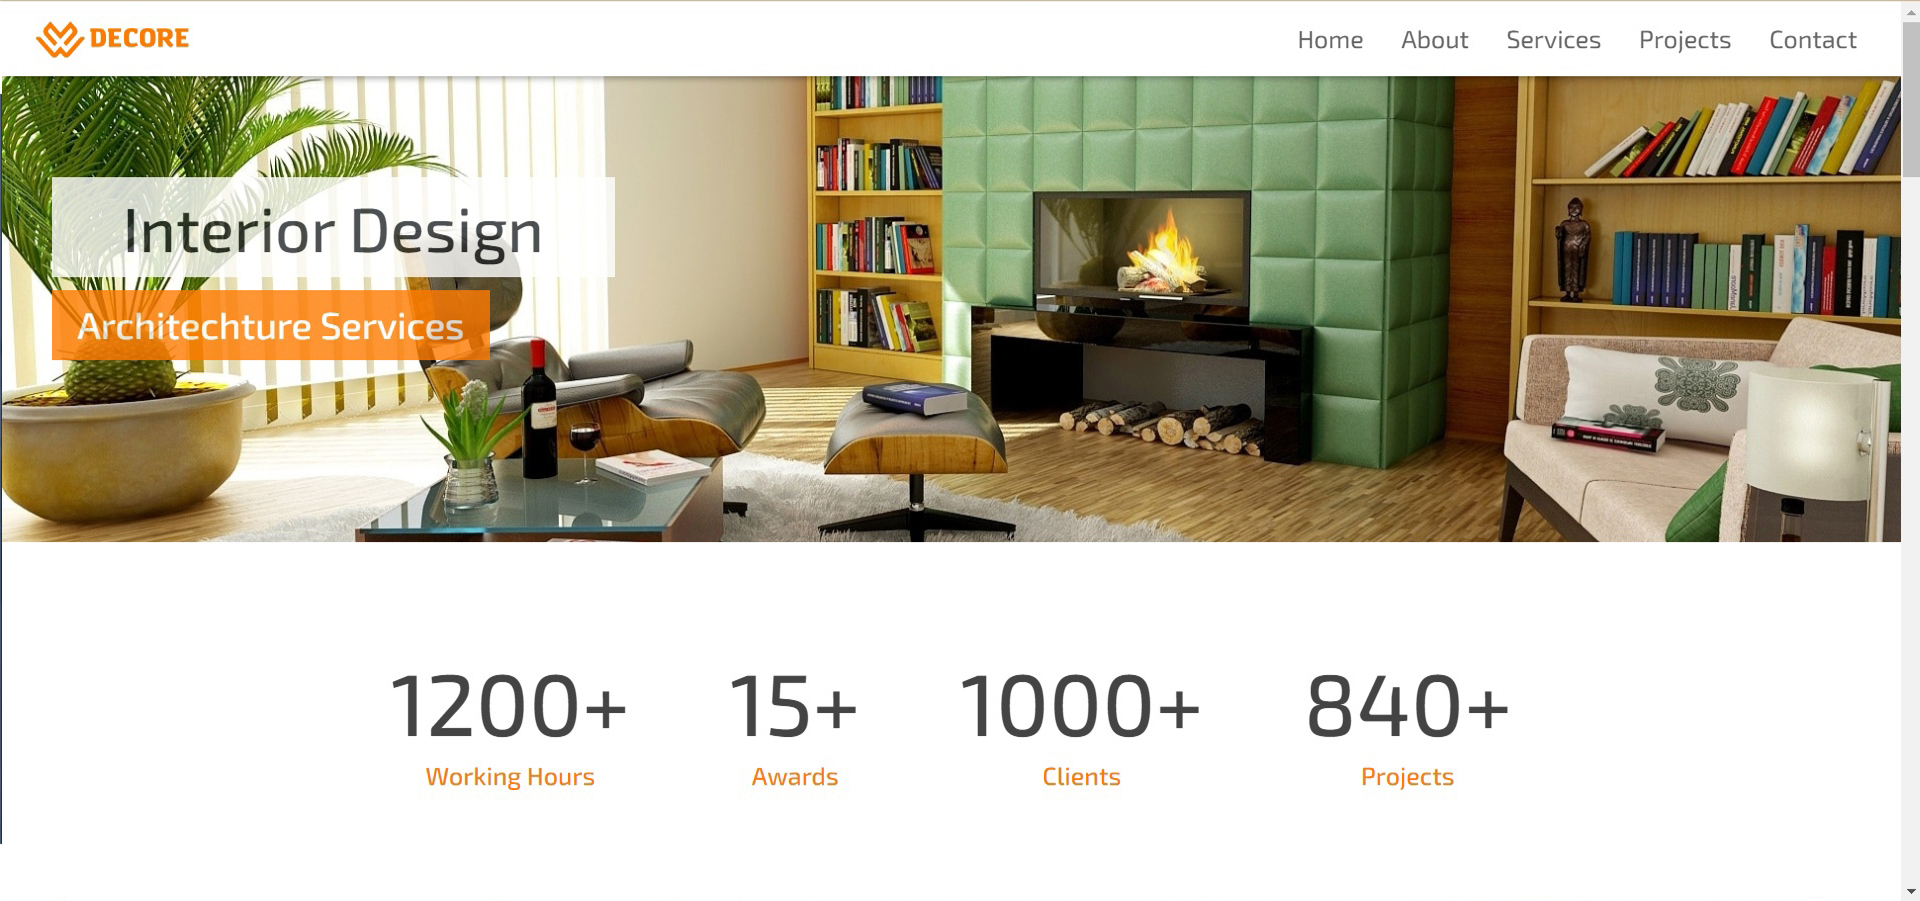 DECORE
Home About Services Projects Contact
Interior Design
Architechture Services
1200+ 15+ 1000+ 840+
Working Hours Awards Clients Projects